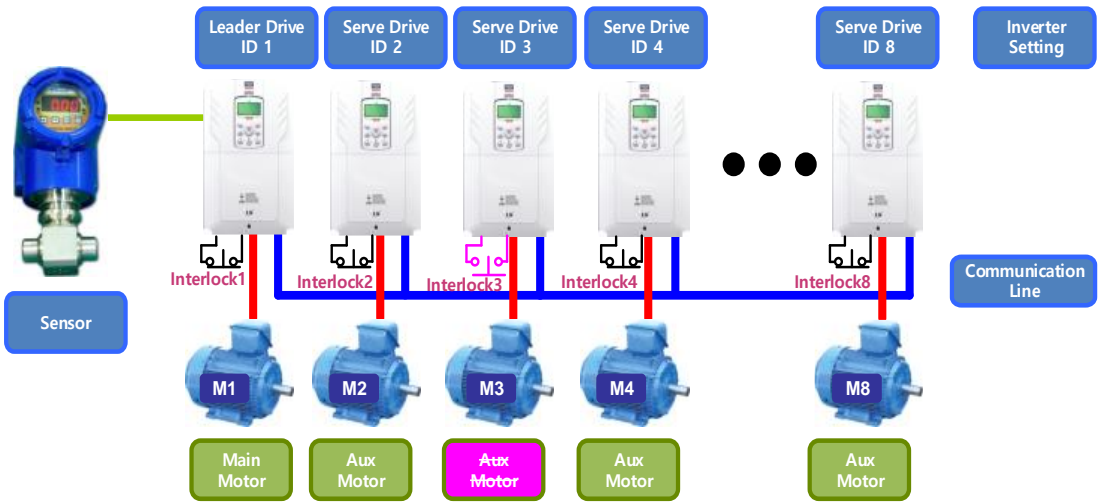 Leader Drive
ID 1
Serve Drive
ID 2
Serve Drive
ID 3
Serve Drive
ID 4
Serve Drive
ID 8
Inverter
Setting
000
Interlock1
Interlock2
Interlock3
Interlock4
Interlock8
Communication
Line
Sensor
M1
M2
M3
M4
M8
Main
Motor
Aux
Motor
Aux
Motor
Aux
Motor
Aux
Motor